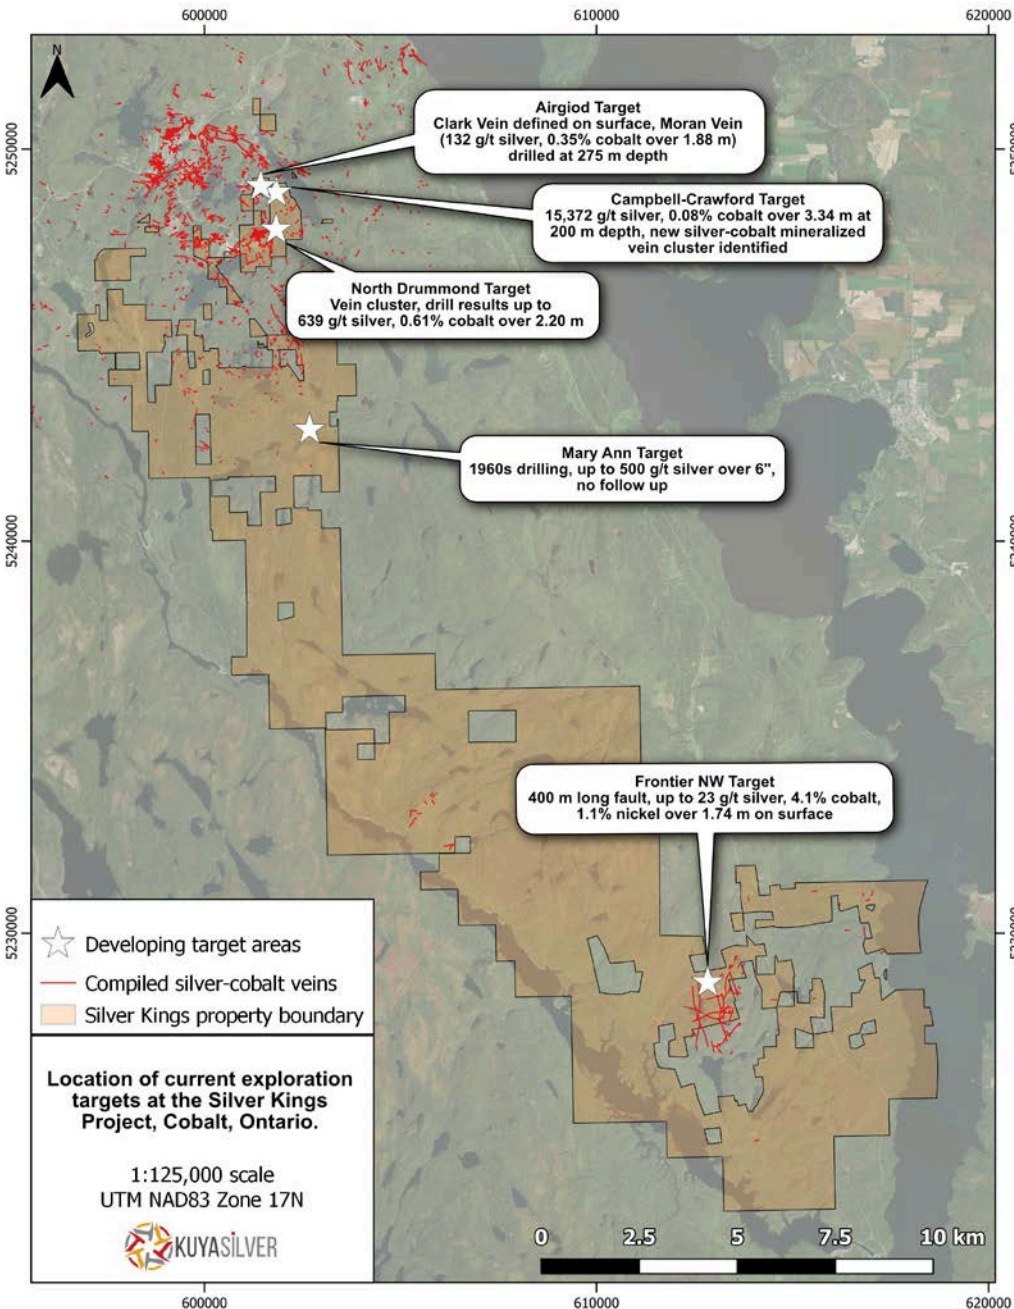 600000
610000
620000
N
5250000
5250000
Airgiod Target
Clark Vein defined on surface, Moran Vein
(132 g/t silver, 0.35% cobalt over 1.88 m)
drilled at 275 m depth
Campbell-Crawford Target
15,372 g/t silver, 0.08% cobalt over 3.34 m at
200 m depth, new silver-cobalt mineralized
vein cluster identified
North Drummond Target
Vein cluster, drill results up to
639 g/t silver, 0.61% cobalt over 2.20 m
Mary Ann Target
1960s drilling, up to 500 g/t silver over 6",
no follow up
5240000
5240000
Frontier NW Target
400 m long fault, up to 23 g/t silver, 4.1% cobalt,
1.1% nickel over 1.74 m on surface
5230000
5230000
Developing target areas
Compiled silver-cobalt veins
Silver Kings property boundary
Location of current exploration
targets at the Silver Kings
Project, Cobalt, Ontario.
1:125,000 scale
UTM NAD83 Zone 17N
KUYASILVER
0 2.5 5 7.5 10 km
600000
610000
620000